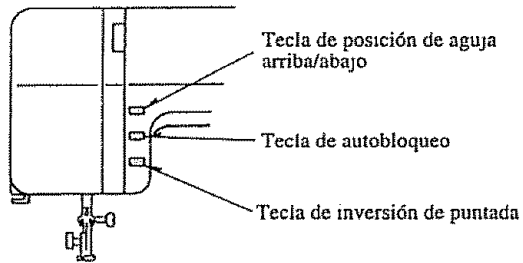 Tecla de posición de aguja
arriba/abajo
Tecla de autobloqueo
Tecla de inversión de puntada